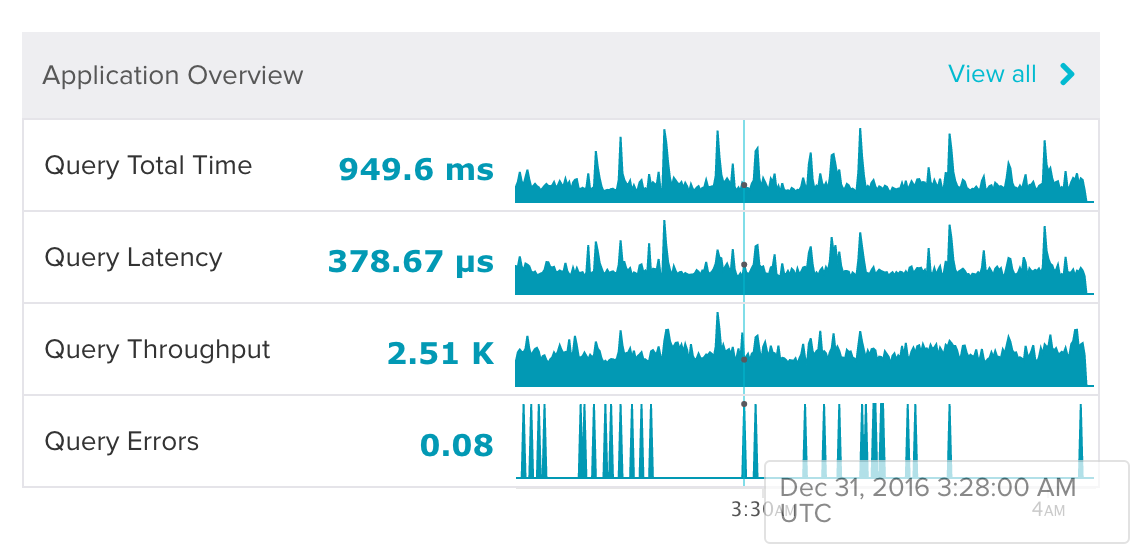 Application Overview
View all
Query Total Time
949.6 ms
Query Latency
378.67 µs
Query Throughput
2.51 K
Query Errors
0.08
Dec 31, 2016 3:28:00 AM
UTC
3:30AM
4AM